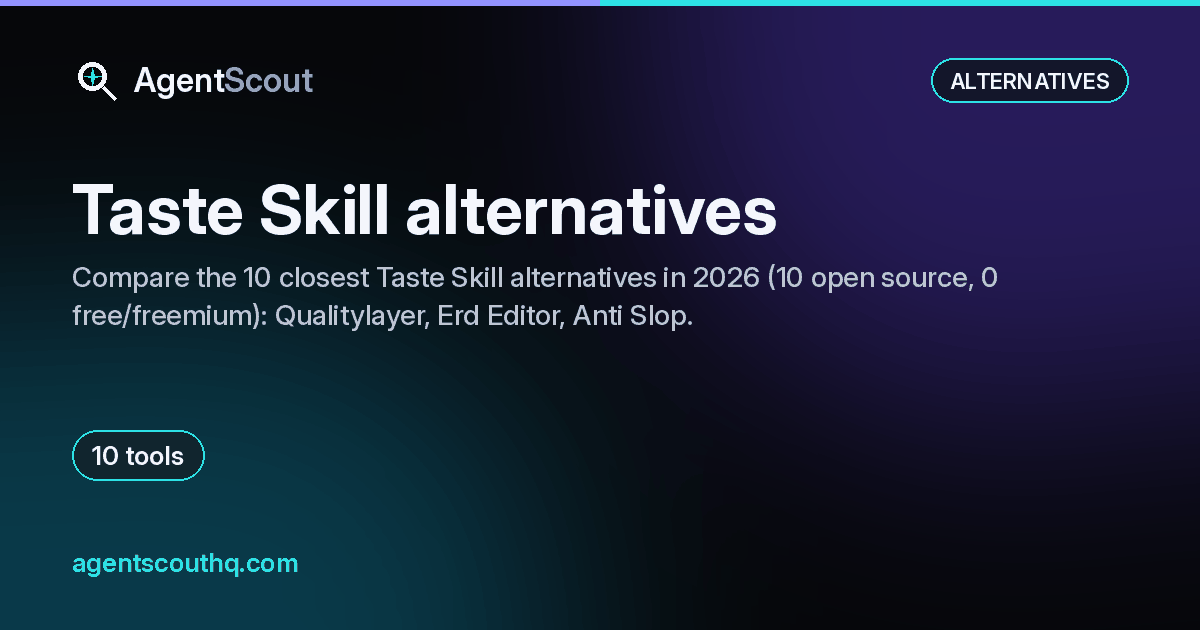 AgentScout
ALTERNATIVES
Taste Skill alternatives
Compare the 10 closest Taste Skill alternatives in 2026 (10 open source, 0
free/freemium): Qualitylayer, Erd Editor, Anti Slop.
10 tools
agentscouthq.com